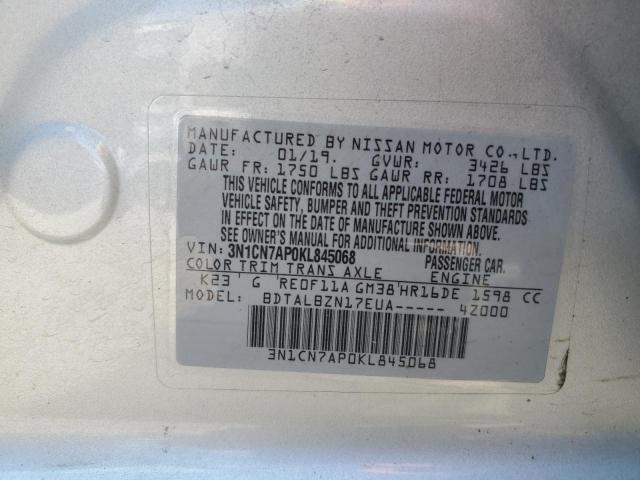 MANUFACTURED BY NISSAN MOTOR CO.,LTD.
DATE: 01/19. GVWR: 3426 LBS
GAWR FR: 1750 LBS GAWR RR: 1708 LBS
THIS VEHICLE CONFORMS TO ALL APPLICABLE FEDERAL MOTOR
VEHICLE SAFETY, BUMPER AND THEFT PREVENTION STANDARDS
IN EFFECT ON THE DATE OF MANUFACTURE SHOWN ABOVE.
SEE OWNER'S MANUAL FOR ADDITIONAL INFORMATION.
VIN: 3N1CN7AP0KL845068 PASSENGER CAR.
COLOR TRIM TRANS AXLE ENGINE
K23 G RE0F11A GM38 HR16DE 1598 CC
MODEL: BDTALBZN17EUA----- 42000
3N1CN7AP0KL845068